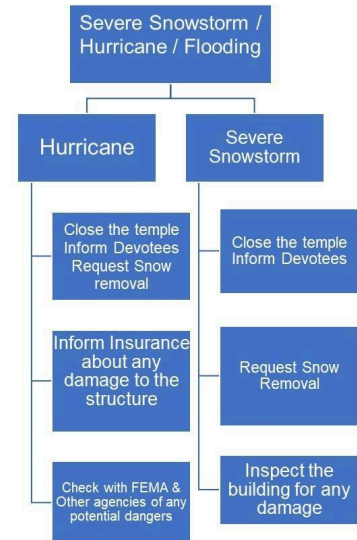 Severe Snowstorm /
Hurricane / Flooding
Hurricane
Severe
Snowstorm
Close the temple
Inform Devotees
Request Snow
removal
Inform Insurance
about any
damage to the
structure
Check with FEMA &
Other agencies of any
potential dangers
Close the temple
Inform Devotees
Request Snow
Removal
Inspect the
building for any
damage